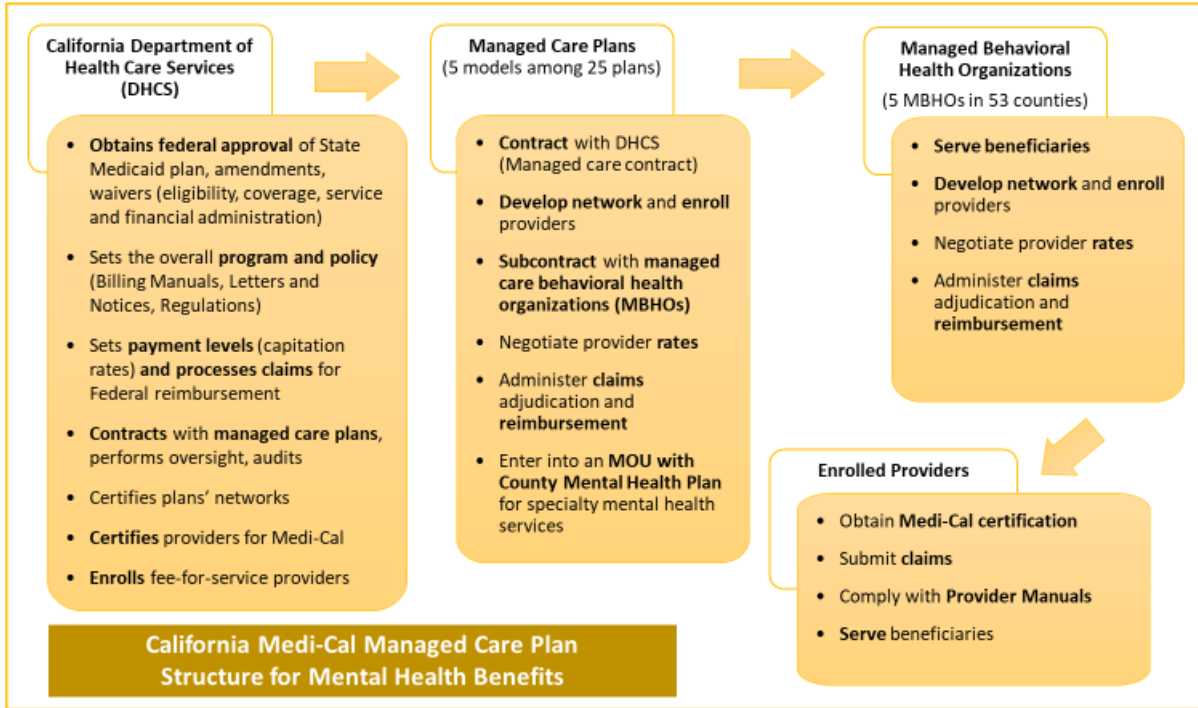 California Department of
Health Care Services
(DHCS)
• Obtains federal approval of State
Medicaid plan, amendments,
waivers (eligibility, coverage, service
and financial administration)
• Sets the overall program and policy
(Billing Manuals, Letters and
Notices, Regulations)
• Sets payment levels (capitation
rates) and processes claims for
Federal reimbursement
• Contracts with managed care plans,
performs oversight, audits
• Certifies plans’ networks
• Certifies providers for Medi-Cal
• Enrolls fee-for-service providers
Managed Care Plans
(5 models among 25 plans)
• Contract with DHCS
(Managed care contract)
• Develop network and enroll
providers
• Subcontract with managed
care behavioral health
organizations (MBHOs)
• Negotiate provider rates
• Administer claims
adjudication and
reimbursement
• Enter into an MOU with
County Mental Health Plan
for specialty mental health
services
Managed Behavioral
Health Organizations
(5 MBHOs in 53 counties)
• Serve beneficiaries
• Develop network and enroll
providers
• Negotiate provider rates
• Administer claims
adjudication and
reimbursement
Enrolled Providers
• Obtain Medi-Cal certification
• Submit claims
• Comply with Provider Manuals
• Serve beneficiaries
California Medi-Cal Managed Care Plan
Structure for Mental Health Benefits